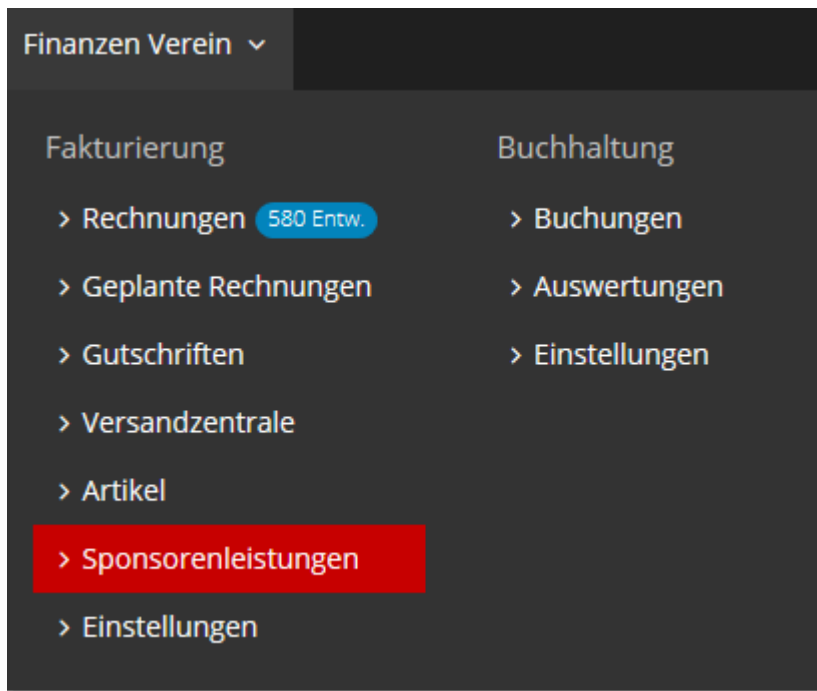 Finanzen Verein
Fakturierung
Rechnungen 580 Entw.
Geplante Rechnungen
Gutschriften
Versandzentrale
Artikel
Sponsorenleistungen
Einstellungen
Buchhaltung
Buchungen
Auswertungen
Einstellungen